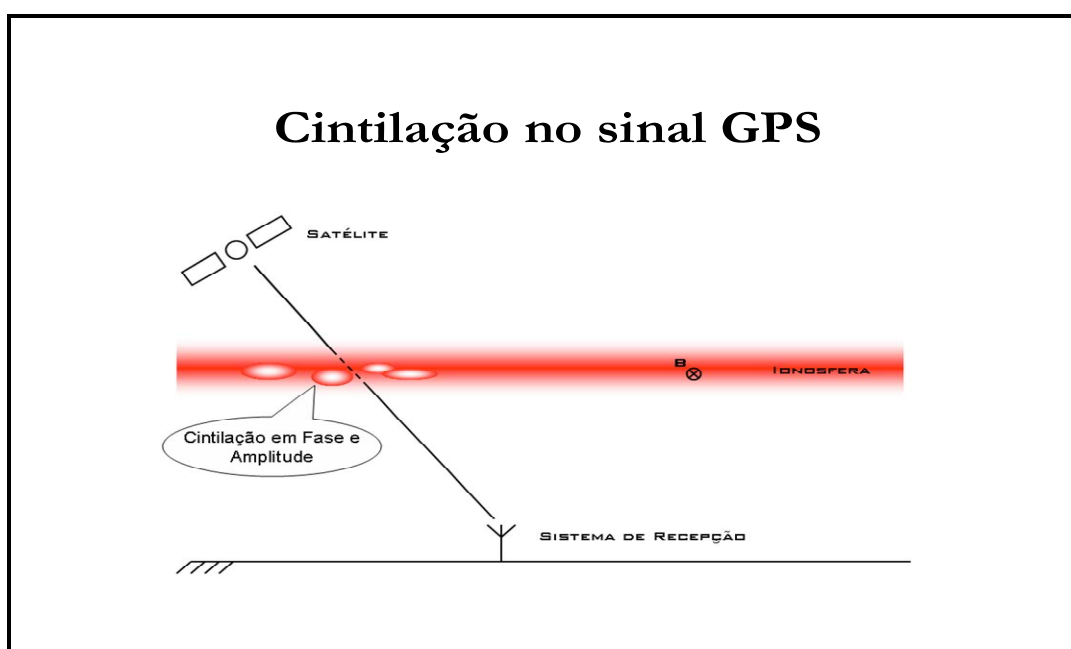 Cintilação no sinal GPS
Satélite
B
Ionosfera
Cintilação em Fase e
Amplitude
Sistema de Recepção